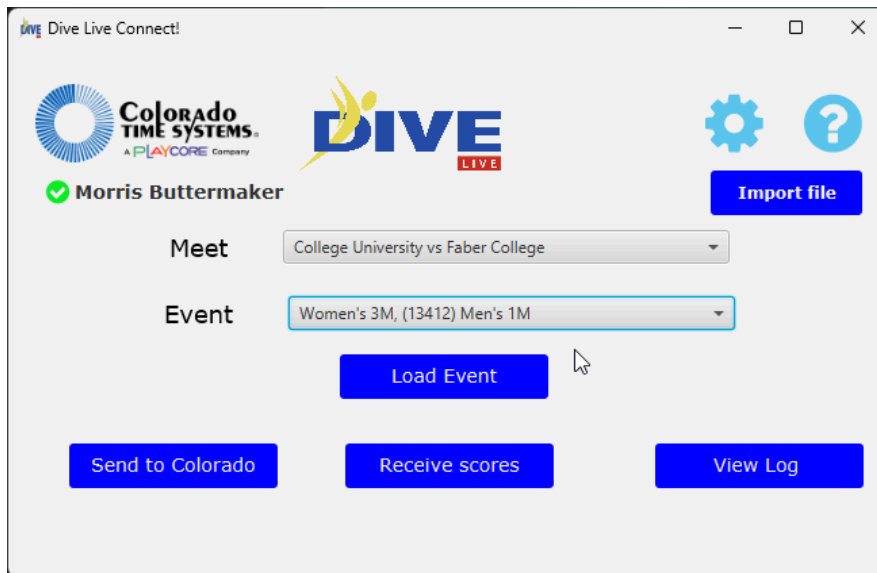 Dive Live Connect!
COLORADO
TIME SYSTEMS.
A PLAYCORE Company
DIVE
LIVE
?
Morris Buttermaker
Import file
Meet
College University vs Faber College
Event
Women's 3M, (13412) Men's 1M
Load Event
Send to Colorado
Receive scores
View Log